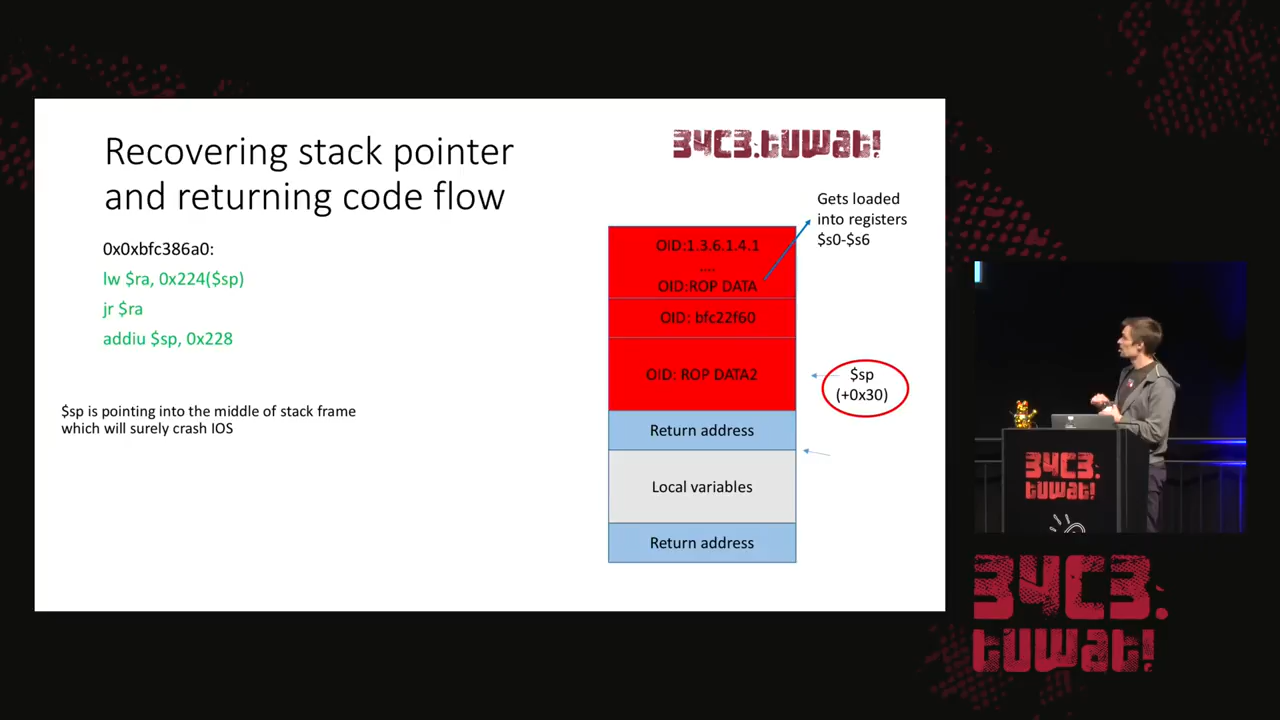 Recovering stack pointer
and returning code flow
34C3.tUWAt!
0x0xbfc386a0:
lw $ra, 0x224($sp)
jr $ra
addiu $sp, 0x228
$sp is pointing into the middle of stack frame
which will surely crash IOS
Gets loaded
into registers
$s0-$s6
OID:1.3.6.1.4.1
....
OID:ROP DATA
OID: bfc22f60
OID: ROP DATA2
$sp
(+0x30)
Return address
Local variables
Return address
34C3.
tUWAt!
34C3.
tUWAt!